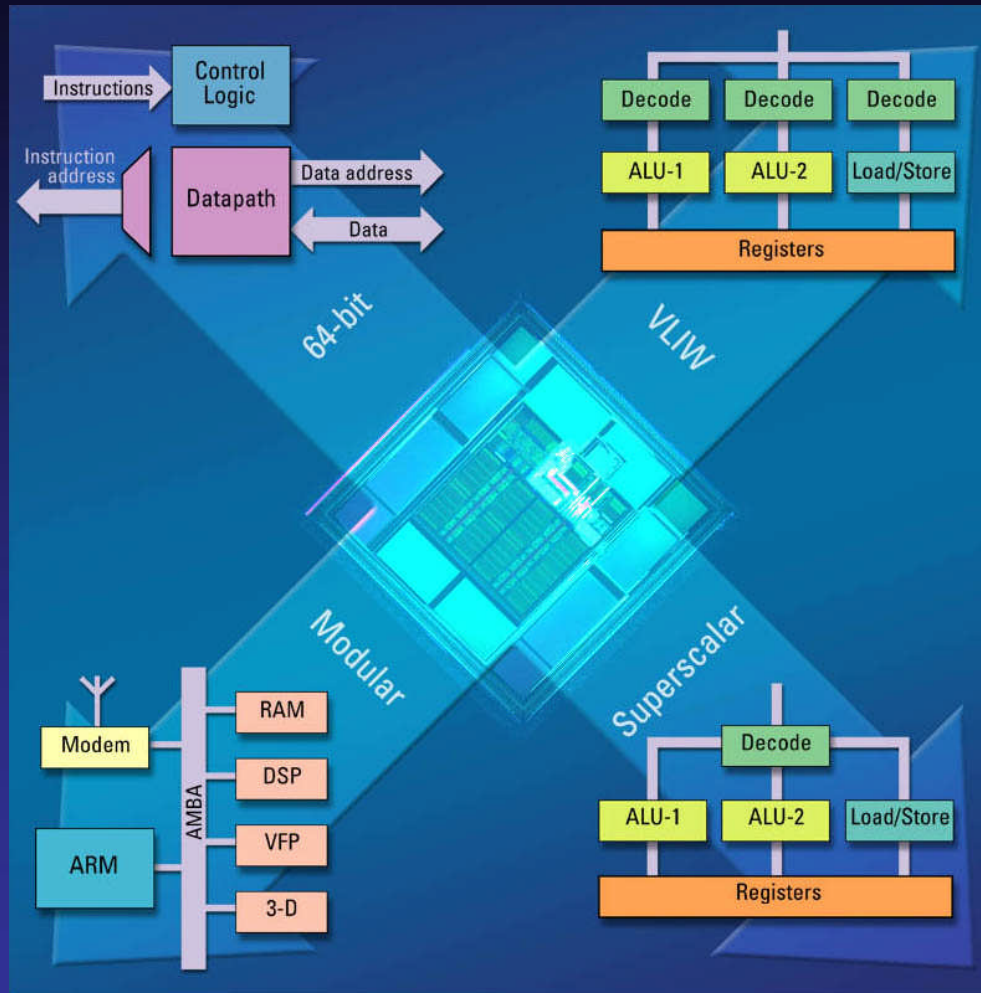 Instructions
Control
Logic
Instruction
address
Datapath
Data address
Data
64-bit
Decode
Decode
Decode
ALU-1
ALU-2
Load/Store
Registers
VLIW
Modular
Modem
ARM
AMBA
RAM
DSP
VFP
3-D
Superscalar
Decode
ALU-1
ALU-2
Load/Store
Registers